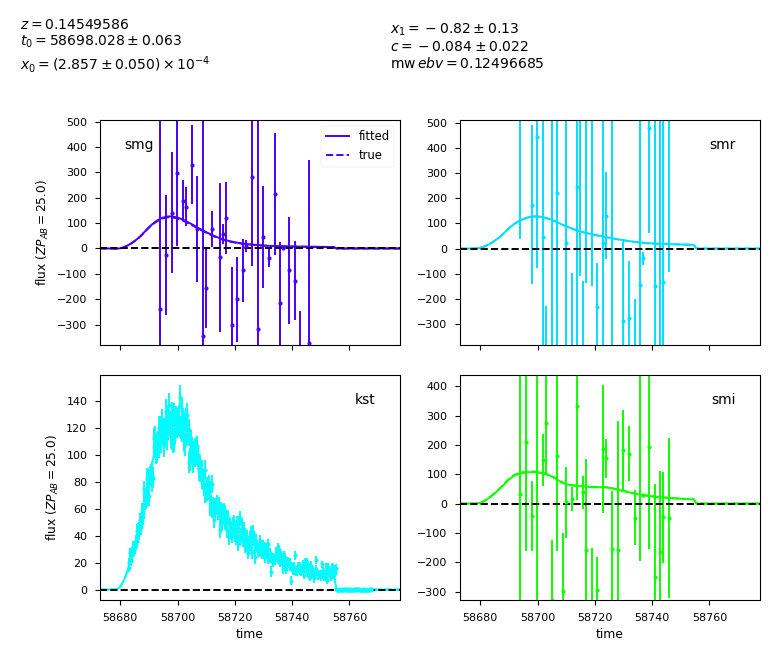 z = 0.14549586
t₀ = 58698.028 ± 0.063
x₀ = (2.857 ± 0.050) × 10⁻⁴
x₁ = −0.82 ± 0.13
c = −0.084 ± 0.022
mw ebv = 0.12496685
500
400
300
200
100
0
−100
−200
−300
flux (ZP_AB = 25.0)
smg
fitted
true
500
400
300
200
100
0
−100
−200
−300
smr
140
120
100
80
60
40
20
0
flux (ZP_AB = 25.0)
kst
58680 58700 58720 58740 58760
time
400
300
200
100
0
−100
−200
−300
smi
58680 58700 58720 58740 58760
time